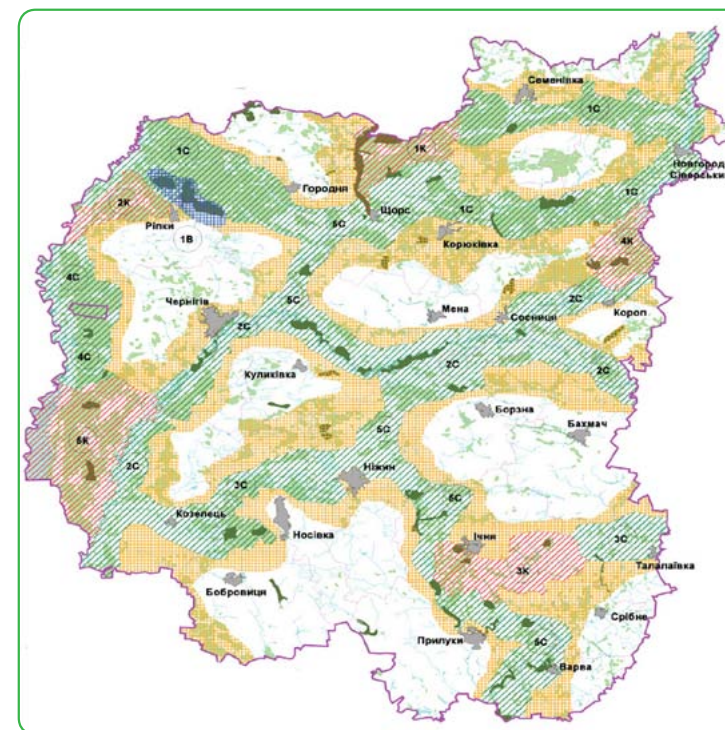 Семенівка
1С
1К
Новгород
Сіверський
1С
Городня
2К
1С
Щорс
1С
5С
Ріпки
Корюківка
1В
4К
4С
5С
2С
Чернігів
Мена
Сосниця
Короп
2С
4С
2С
2С
Куликівка
Борзна
5К
5С
Бахмач
2С
Ніжин
2С
5С
Козелець
Носівка
Ічня
3С
3К
Талалаївка
Бобровиця
Срібне
Прилуки
5С
Варва